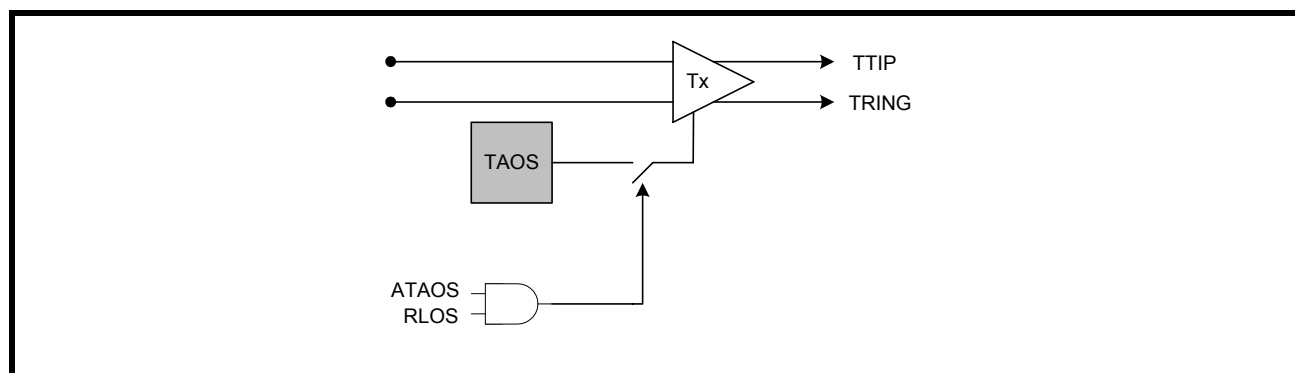 Tx
TTIP
TRING
TAOS
ATAOS
RLOS